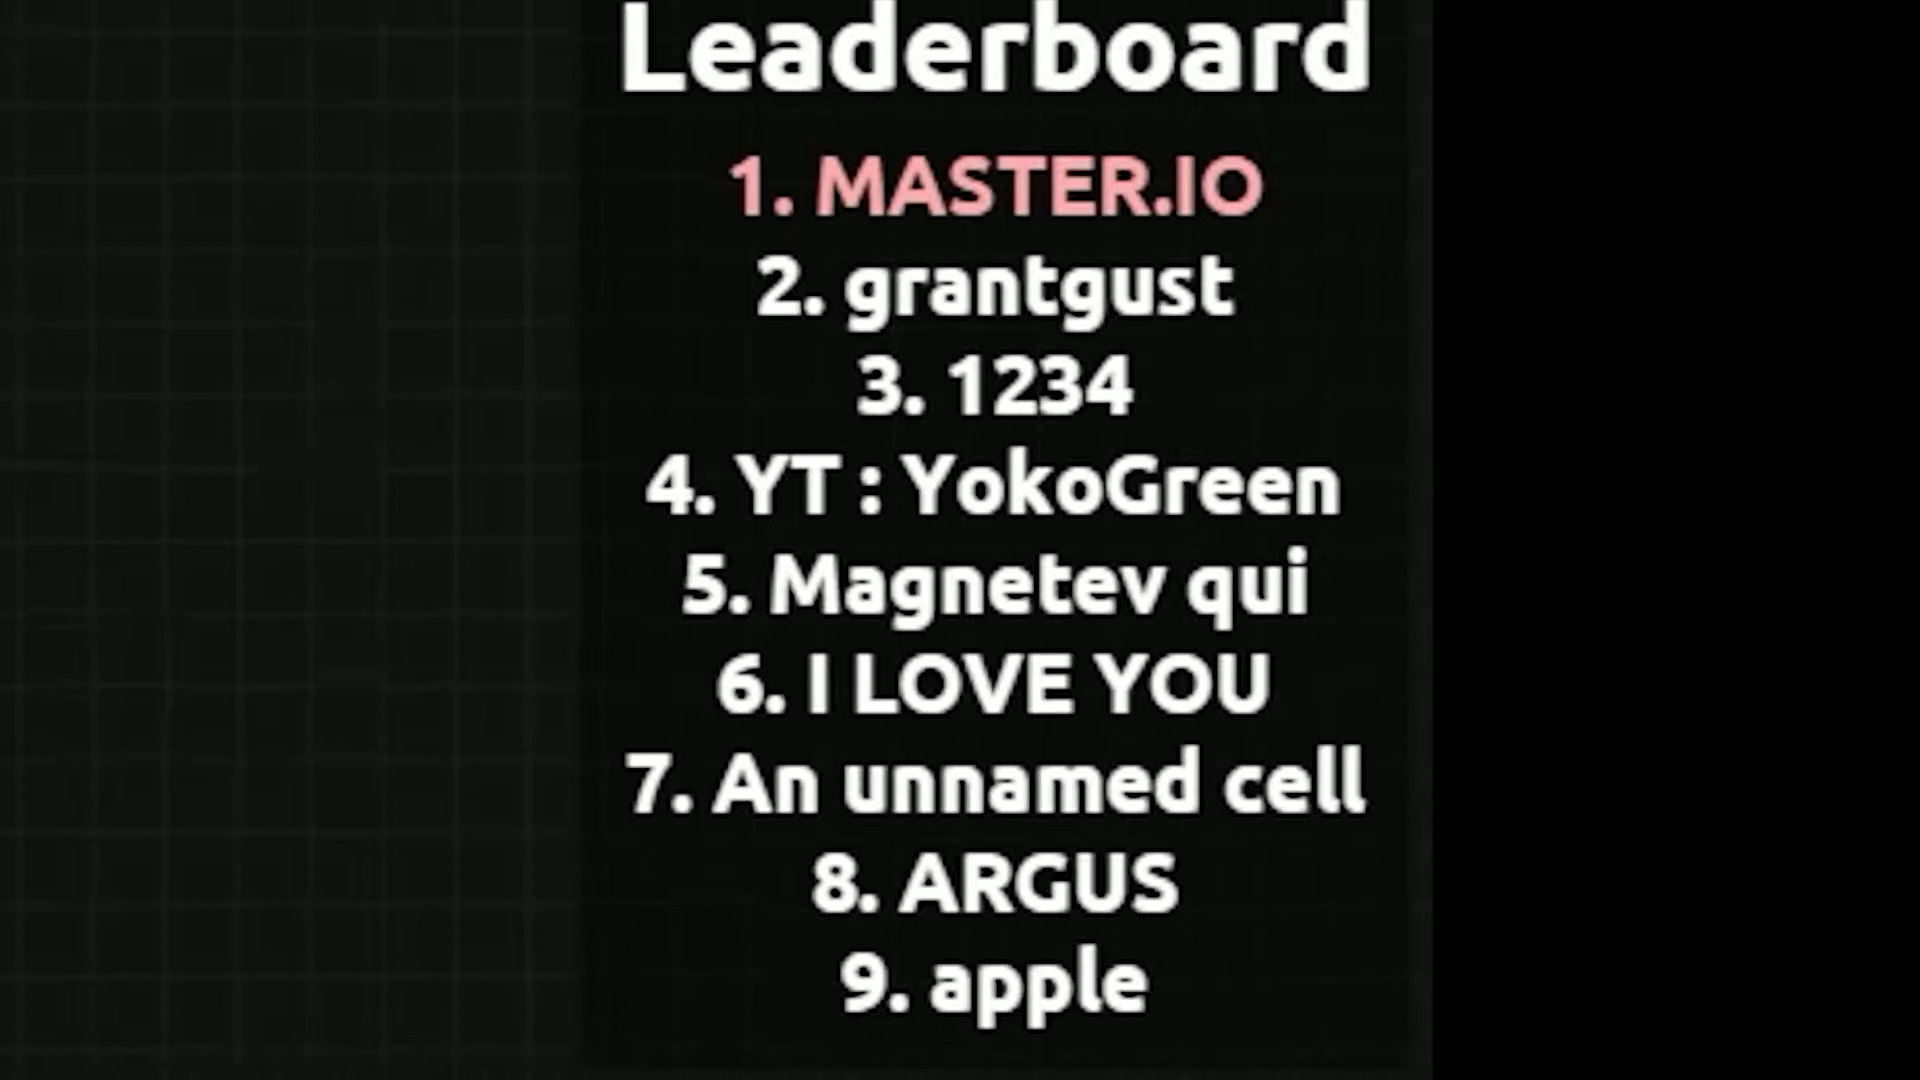 Leaderboard
1. MASTER.IO
2. grantgust
3. 1234
4. YT : YokoGreen
5. Magnetev qui
6. I LOVE YOU
7. An unnamed cell
8. ARGUS
9. apple